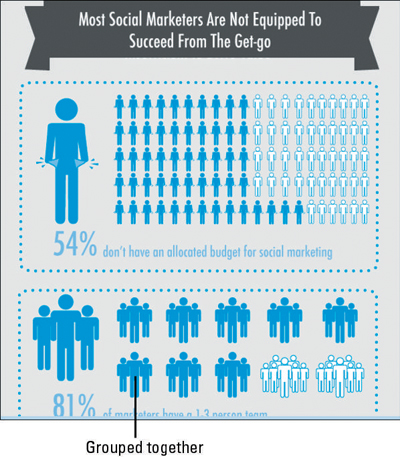 Most Social Marketers Are Not Equipped To
Succeed From The Get-go
54% don't have an allocated budget for social marketing
81% of marketers have a 1-3 person team
Grouped together